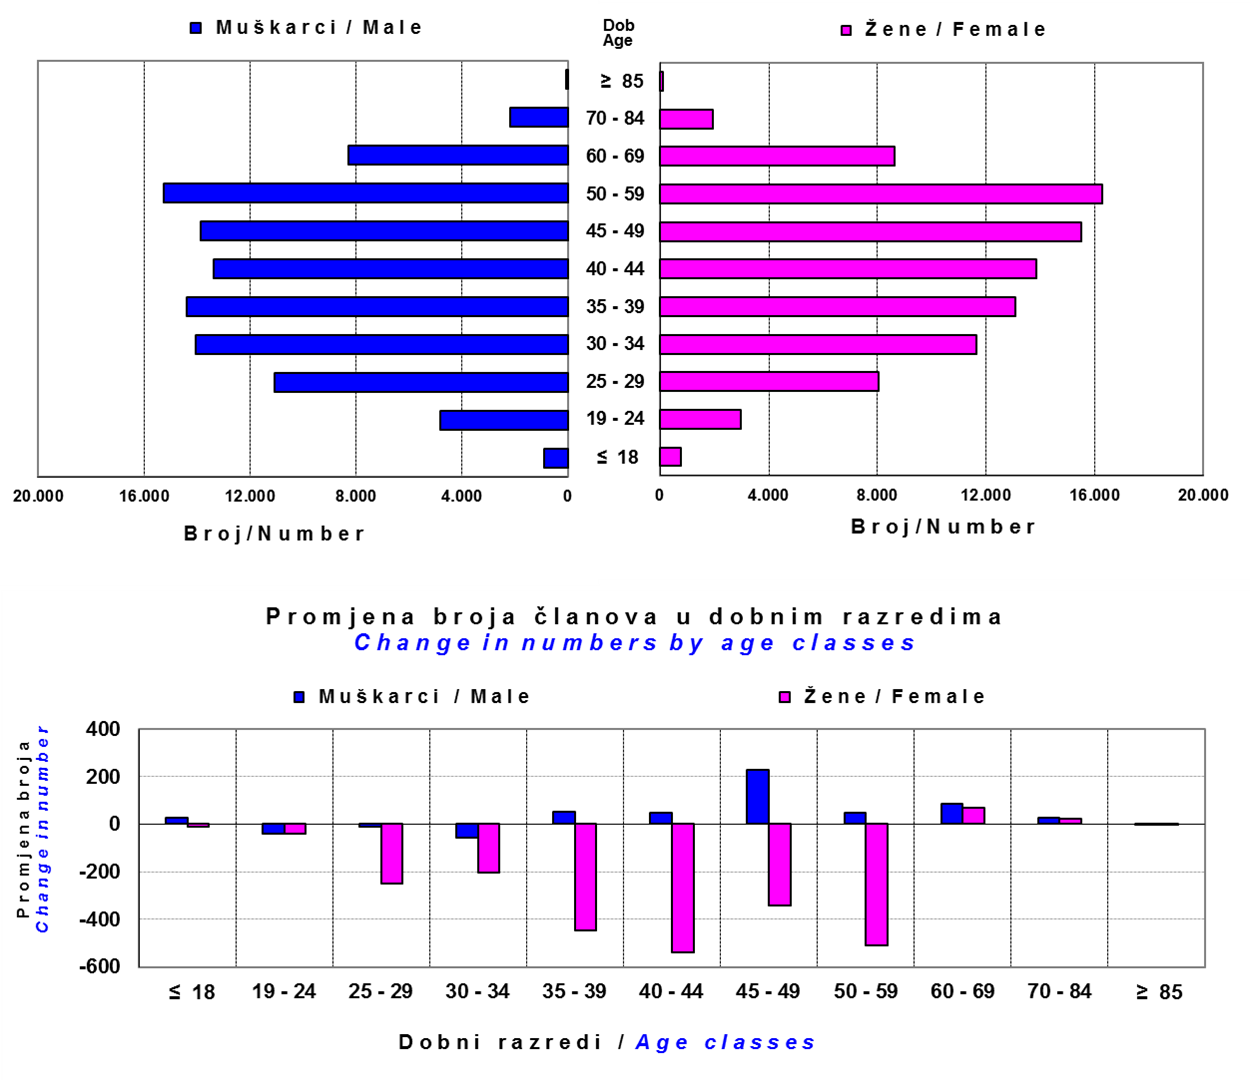 Muškarci / Male
Dob
Age
Žene / Female
≥ 85
70 - 84
60 - 69
50 - 59
45 - 49
40 - 44
35 - 39
30 - 34
25 - 29
19 - 24
≤ 18
20.000 16.000 12.000 8.000 4.000 0
0 4.000 8.000 12.000 16.000 20.000
Broj/Number
Broj/Number
Promjena broja članova u dobnim razredima
Change in numbers by age classes
Muškarci / Male
Žene / Female
Promjena broja
Change in number
400
200
0
-200
-400
-600
≤ 18 19 - 24 25 - 29 30 - 34 35 - 39 40 - 44 45 - 49 50 - 59 60 - 69 70 - 84 ≥ 85
Dobni razredi / Age classes